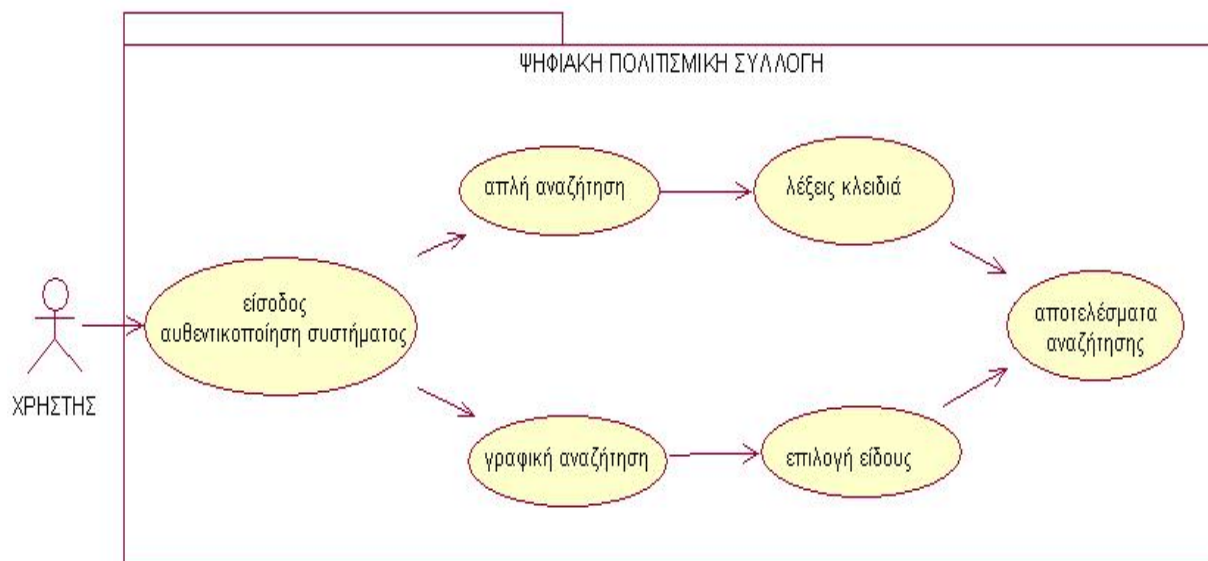 ΨΗΦΙΑΚΗ ΠΟΛΙΤΙΣΜΙΚΗ ΣΥΛΛΟΓΗ
απλή αναζήτηση
λέξεις κλειδιά
είσοδος
αυθεντικοποίηση συστήματος
αποτελέσματα
αναζήτησης
ΧΡΗΣΤΗΣ
γραφική αναζήτηση
επιλογή είδους